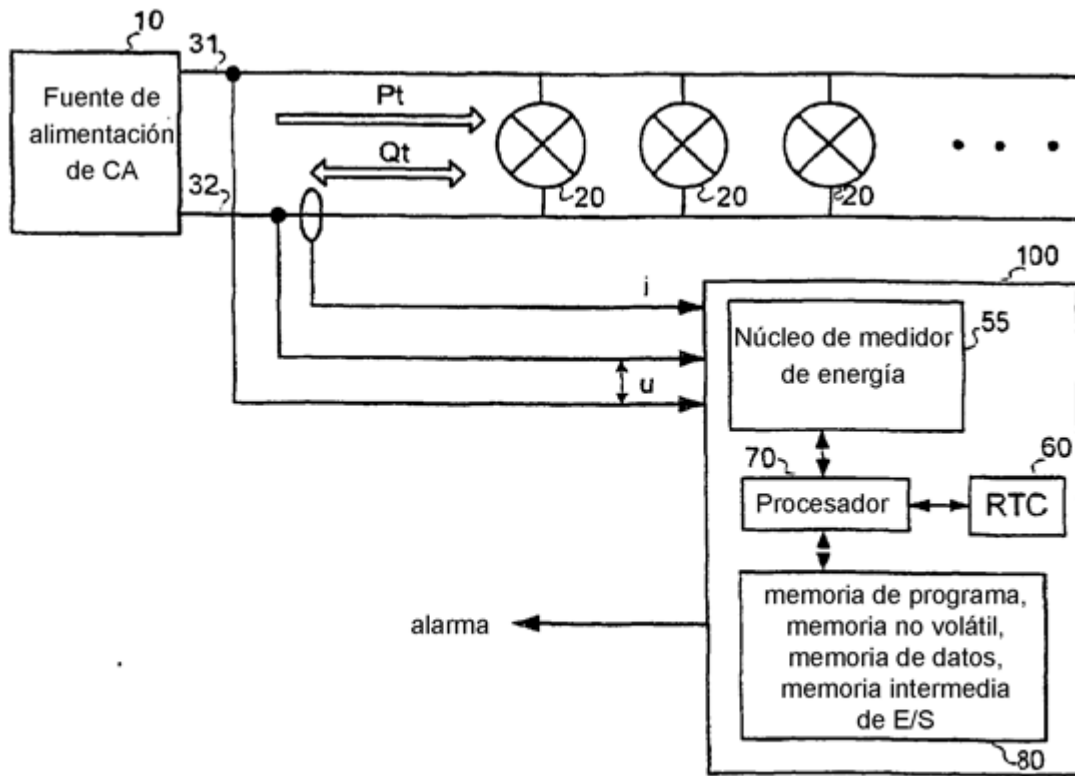 10
31
Fuente de
alimentación
de CA
Pt
Qt
32
20
20
20
100
i
u
Núcleo de medidor
de energía
55
70
Procesador
60
RTC
alarma
memoria de programa,
memoria no volátil,
memoria de datos,
memoria intermedia
de E/S
80